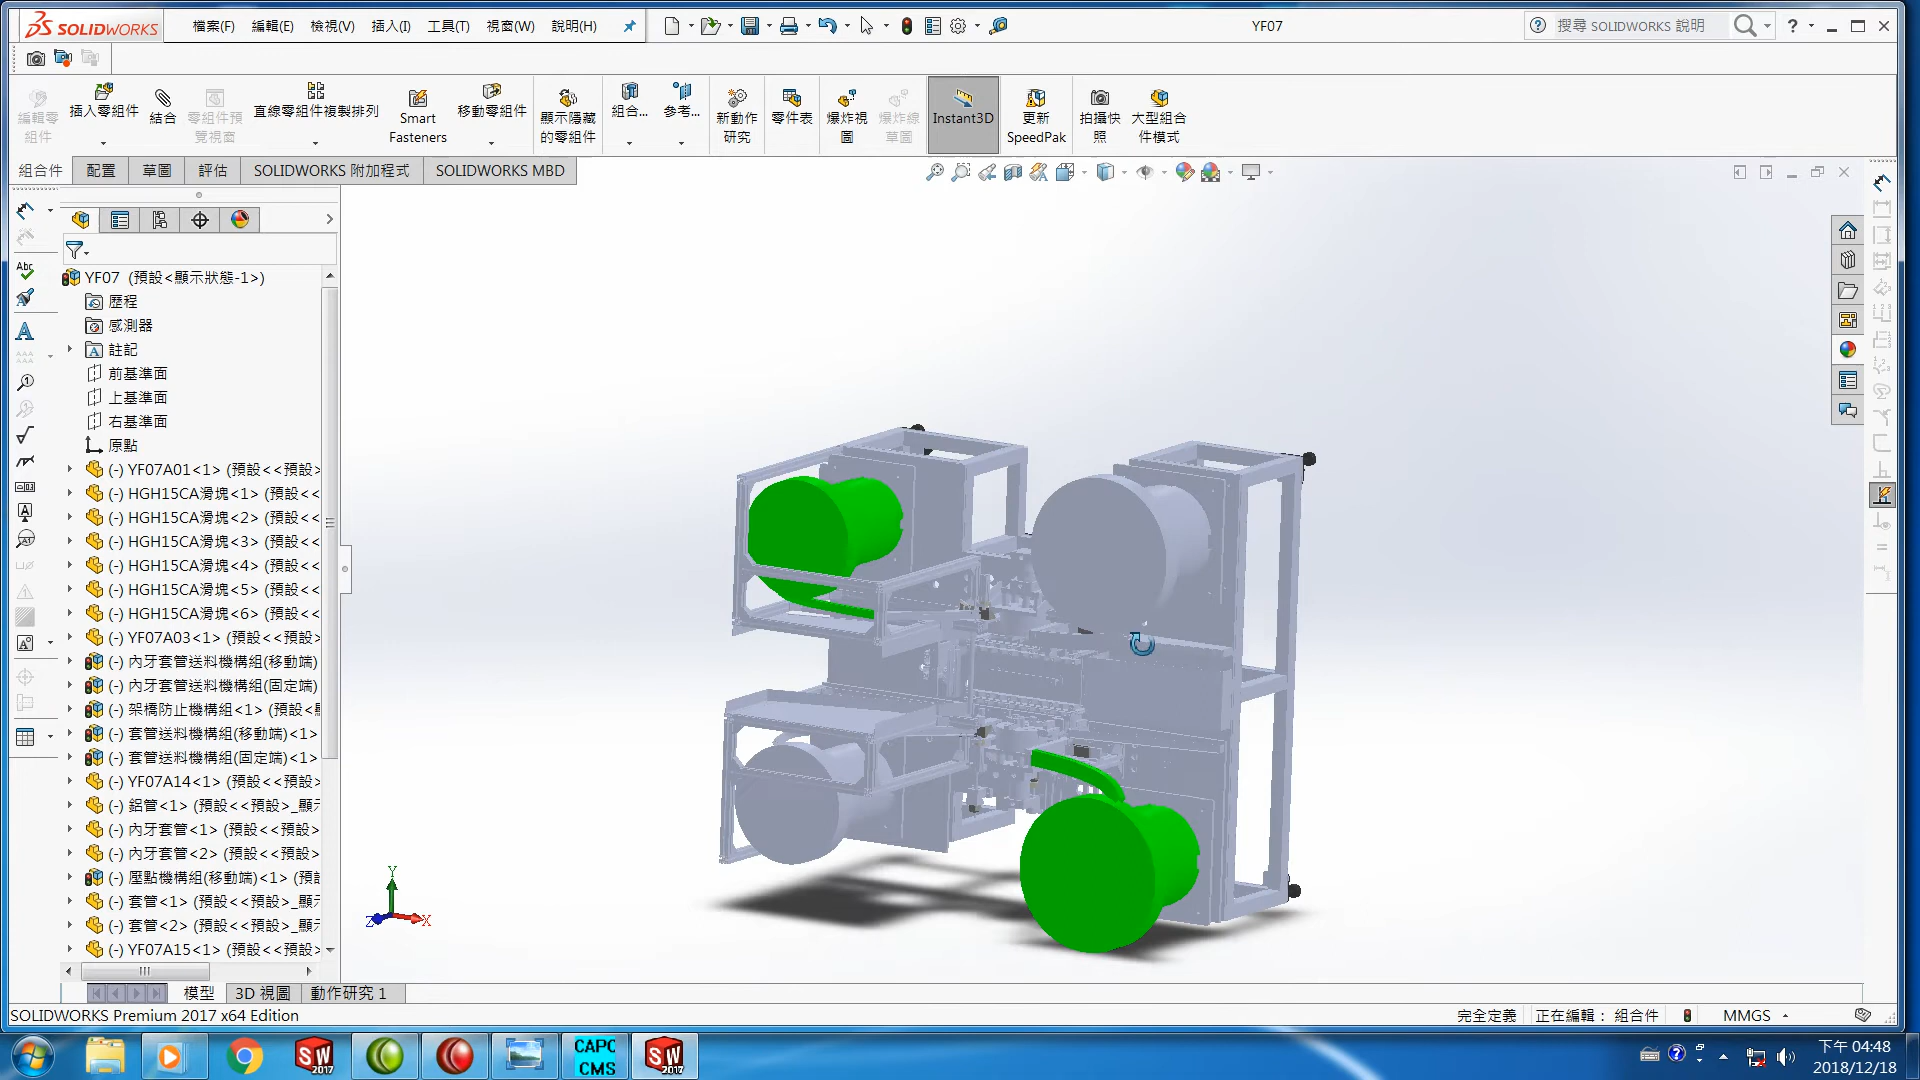 SOLIDWORKS
檔案(F) 編輯(E) 檢視(V) 插入(I) 工具(T) 視窗(W) 說明(H)
YF07
搜尋 SOLIDWORKS 說明
編輯零組件
插入零組件
結合
零組件預覽視窗
直線零組件複製排列
Smart Fasteners
移動零組件
顯示隱藏的零組件
組合...
參考...
新動作研究
零件表
爆炸視圖
爆炸線草圖
Instant3D
更新 SpeedPak
拍攝快照
大型組合件模式
組合件 配置 草圖 評估 SOLIDWORKS 附加程式 SOLIDWORKS MBD
YF07 (預設<顯示狀態-1>)
歷程
感測器
註記
前基準面
上基準面
右基準面
原點
(-) YF07A01<1> (預設<<預設>
(-) HGH15CA滑塊<1> (預設<<
(-) HGH15CA滑塊<2> (預設<<
(-) HGH15CA滑塊<3> (預設<<
(-) HGH15CA滑塊<4> (預設<<
(-) HGH15CA滑塊<5> (預設<<
(-) HGH15CA滑塊<6> (預設<<
(-) YF07A03<1> (預設<<預設>
(-) 內牙套管送料機構組(移動端)
(-) 內牙套管送料機構組(固定端)
(-) 架橋防止機構組<1> (預設<
(-) 套管送料機構組(移動端)<1>
(-) 套管送料機構組(固定端)<1>
(-) YF07A14<1> (預設<<預設>
(-) 鋁管<1> (預設<<預設>_顯示
(-) 內牙套管<1> (預設<<預設>
(-) 內牙套管<2> (預設<<預設>
(-) 壓點機構組(移動端)<1> (預
(-) 套管<1> (預設<<預設>_顯
(-) 套管<2> (預設<<預設>_顯
(-) YF07A15<1> (預設<<預設>
Y
Z
X
模型 3D 視圖 動作研究 1
SOLIDWORKS Premium 2017 x64 Edition
完全定義 正在編輯： 組合件 MMGS
SW 2017
CAPC CMS
SW 2017
下午 04:48
2018/12/18